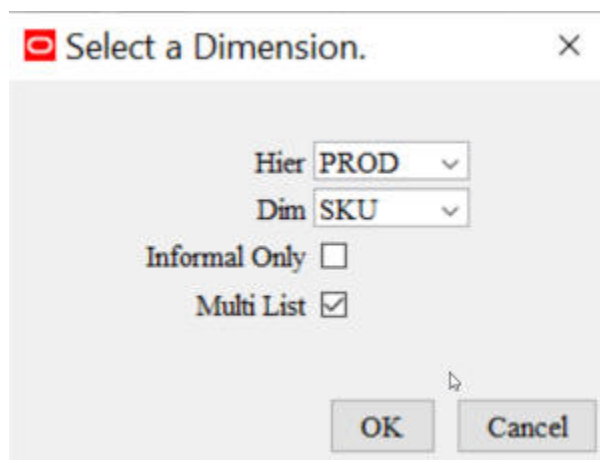 Select a Dimension.
Hier PROD
Dim SKU
Informal Only
Multi List
OK Cancel